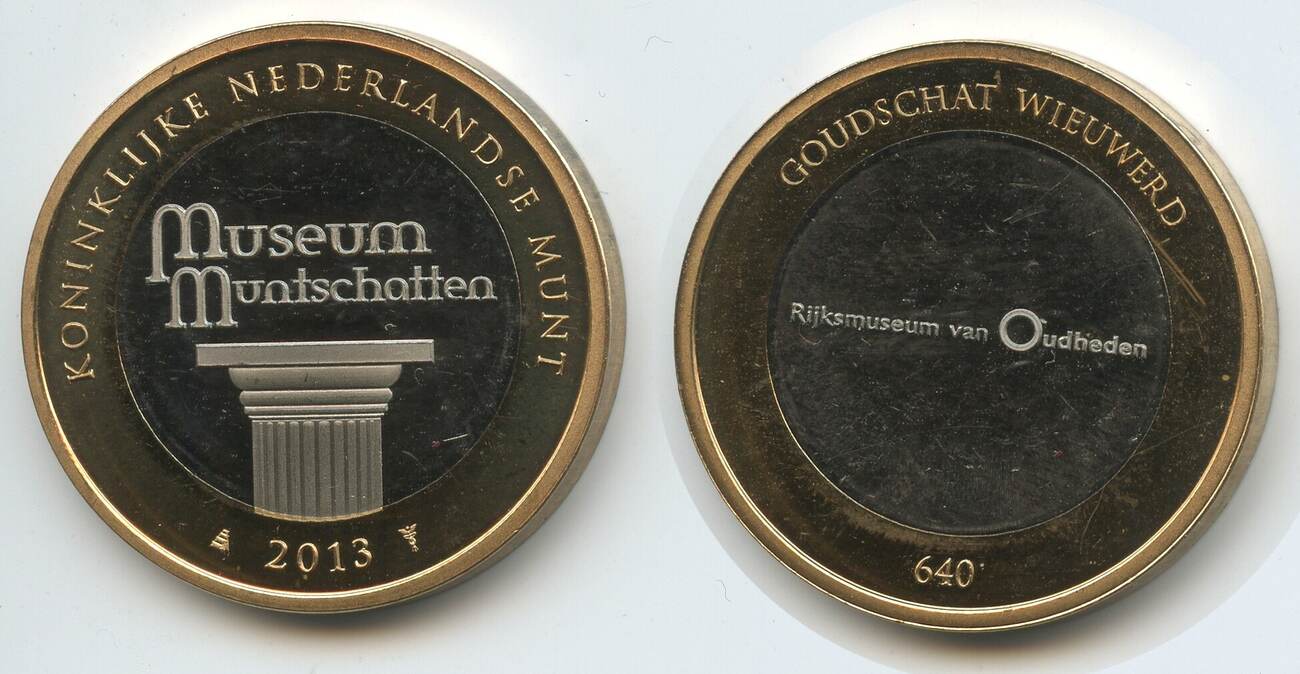 KONINKLIJKE NEDERLANDSE MUNT
Museum
Muntschatten
2013
GOUDSCHAT WIEUWERD
Rijksmuseum van Oudheden
640